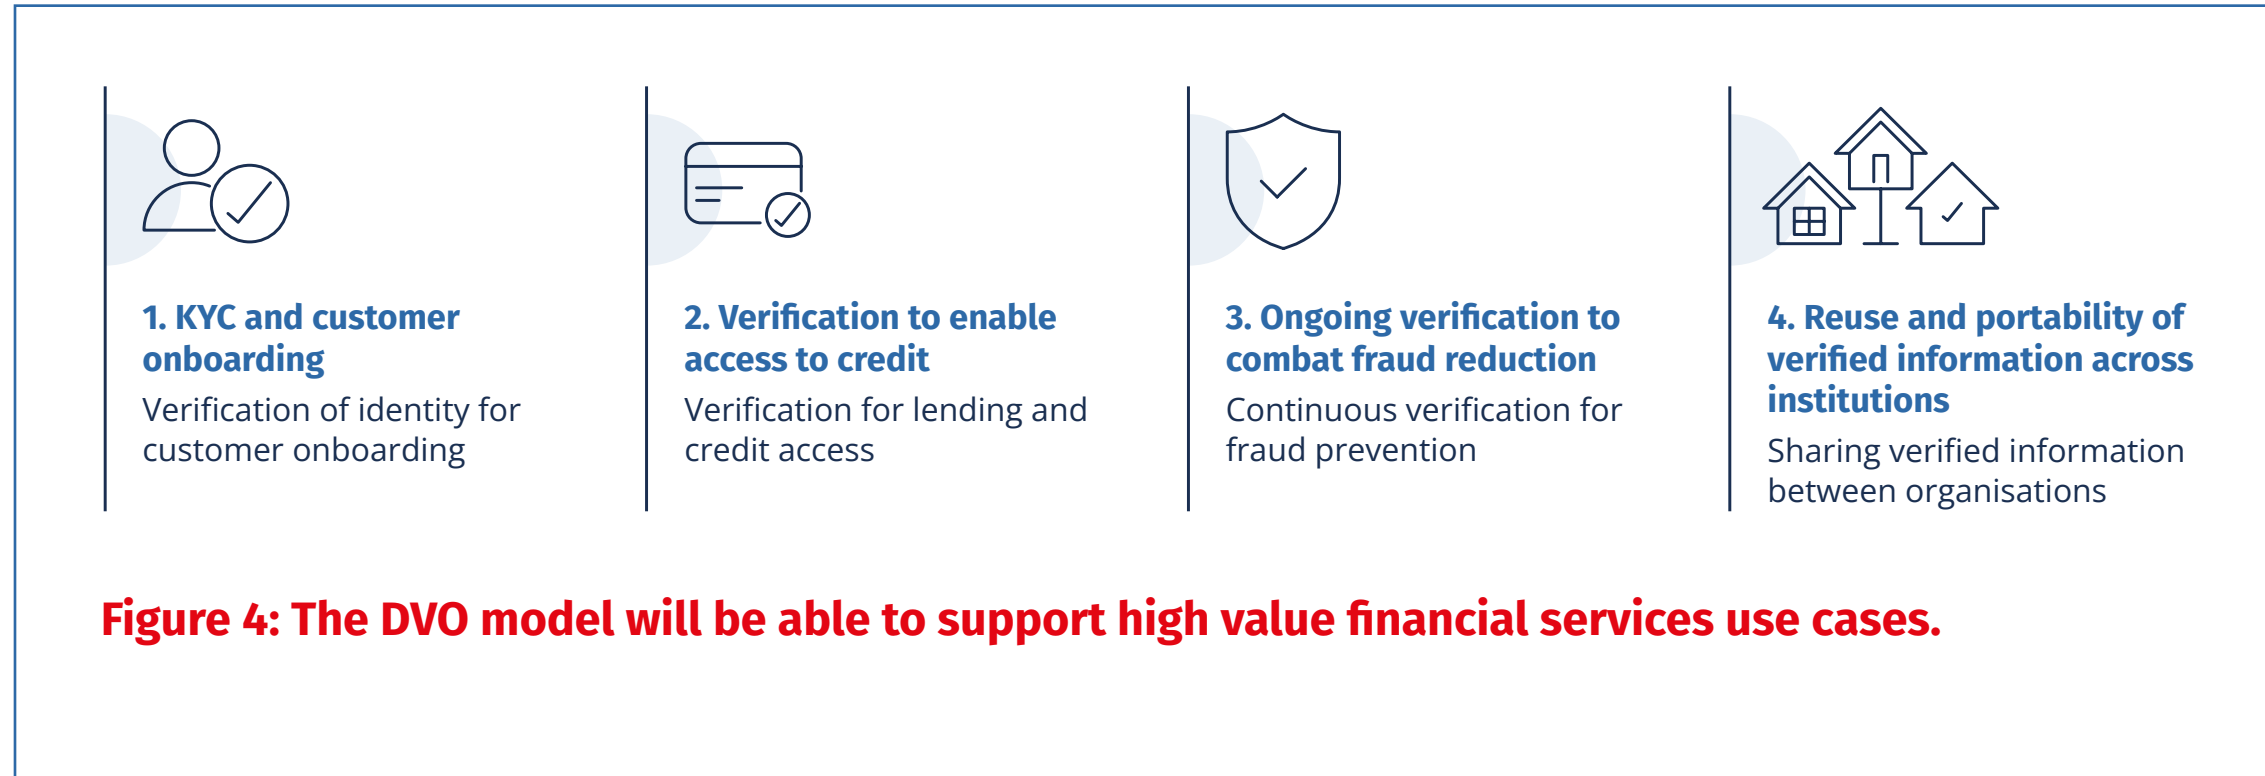 1. KYC and customer
onboarding
Verification of identity for
customer onboarding
2. Verification to enable
access to credit
Verification for lending and
credit access
3. Ongoing verification to
combat fraud reduction
Continuous verification for
fraud prevention
4. Reuse and portability of
verified information across
institutions
Sharing verified information
between organisations
Figure 4: The DVO model will be able to support high value financial services use cases.